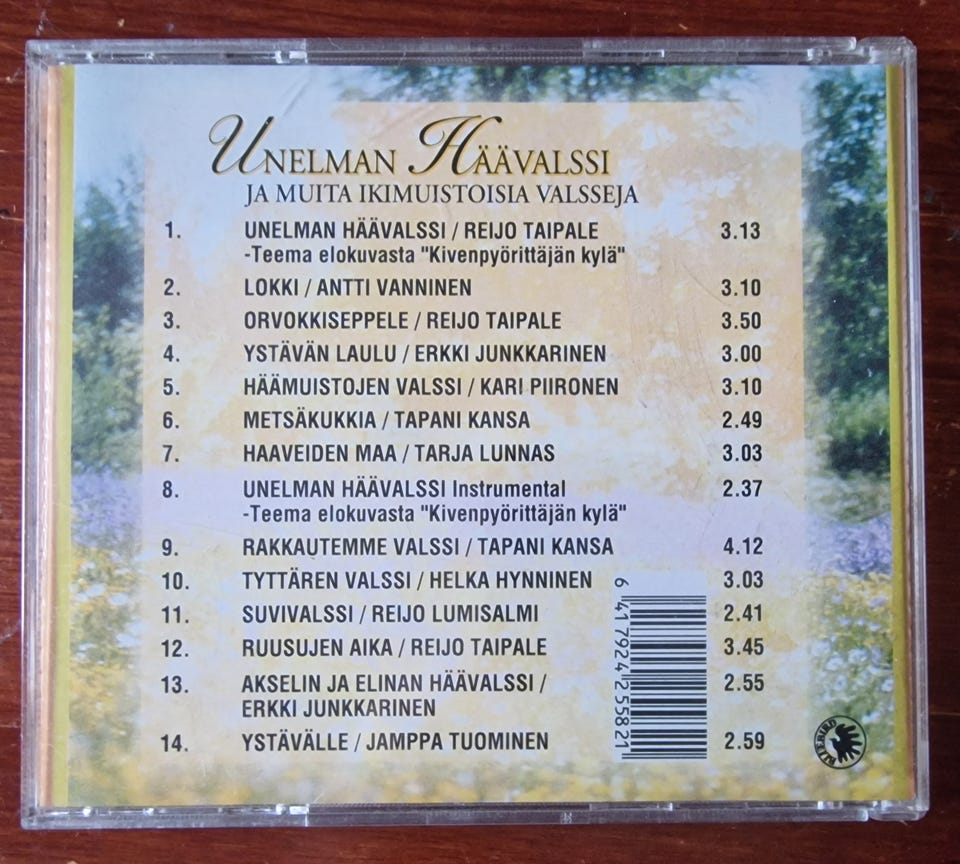 UNELMAN HÄÄVALSSI
JA MUITA IKIMUISTOISIA VALSSEJA
1. UNELMAN HÄÄVALSSI / REIJO TAIPALE 3.13
-Teema elokuvasta "Kivenpyörittäjän kylä"
2. LOKKI / ANTTI VANNINEN 3.10
3. ORVOKKISEPPELE / REIJO TAIPALE 3.50
4. YSTÄVÄN LAULU / ERKKI JUNKKARINEN 3.00
5. HÄÄMUISTOJEN VALSSI / KARI PIIRONEN 3.10
6. METSÄKUKKIA / TAPANI KANSA 2.49
7. HAAVEIDEN MAA / TARJA LUNNAS 3.03
8. UNELMAN HÄÄVALSSI Instrumental 2.37
-Teema elokuvasta "Kivenpyörittäjän kylä"
9. RAKKAUTEMME VALSSI / TAPANI KANSA 4.12
10. TYTTÄREN VALSSI / HELKA HYNNINEN 3.03
11. SUVIVALSSI / REIJO LUMISALMI 2.41
12. RUUSUJEN AIKA / REIJO TAIPALE 3.45
13. AKSELIN JA ELINAN HÄÄVALSSI / 2.55
ERKKI JUNKKARINEN
14. YSTÄVÄLLE / JAMPPA TUOMINEN 2.59
6 417924 255821
BLUEBIRD